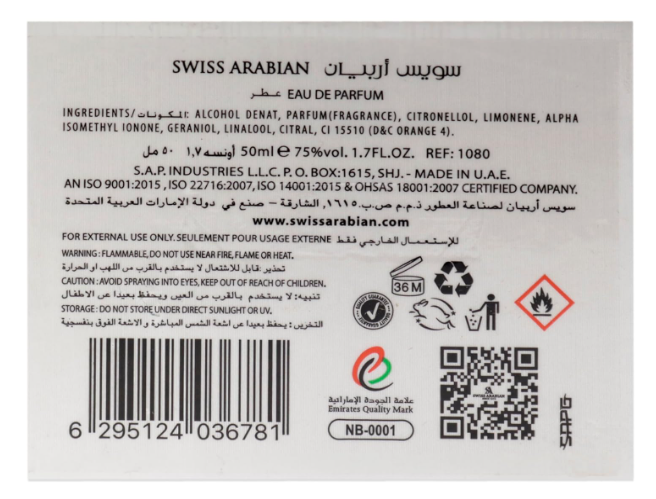 SWISS ARABIAN سويس أربيان
EAU DE PARFUM عطر
INGREDIENTS/المكونات: ALCOHOL DENAT, PARFUM(FRAGRANCE), CITRONELLOL, LIMONENE, ALPHA
ISOMETHYL IONONE, GERANIOL, LINALOOL, CITRAL, CI 15510 (D&C ORANGE 4).
٥٠ مل ١,٧ أونسه 50ml e 75%vol. 1.7FL.OZ. REF: 1080
S.A.P. INDUSTRIES L.L.C. P. O. BOX:1615, SHJ. - MADE IN U.A.E.
AN ISO 9001:2015 , ISO 22716:2007, ISO 14001:2015 & OHSAS 18001:2007 CERTIFIED COMPANY.
سويس أربيان لصناعة العطور ذ.م.م ص.ب.١٦١٥، الشارقة – صنع في دولة الإمارات العربية المتحدة
www.swissarabian.com
FOR EXTERNAL USE ONLY. SEULEMENT POUR USAGE EXTERNE للإستعمال الخارجي فقط
WARNING : FLAMMABLE, DO NOT USE NEAR FIRE, FLAME OR HEAT.
تحذير: قابل للاشتعال لا يستخدم بالقرب من اللهب او الحرارة
CAUTION : AVOID SPRAYING INTO EYES, KEEP OUT OF REACH OF CHILDREN.
تنبيه: لا يستخدم بالقرب من العين ويحفظ بعيدا عن الاطفال
STORAGE : DO NOT STORE UNDER DIRECT SUNLIGHT OR UV.
التخزين: يحفظ بعيدا عن اشعة الشمس المباشرة و الاشعة الفوق بنفسجية
36 M
علامة الجودة الإماراتية
Emirates Quality Mark
NB-0001
6 295124 036781
SAPG